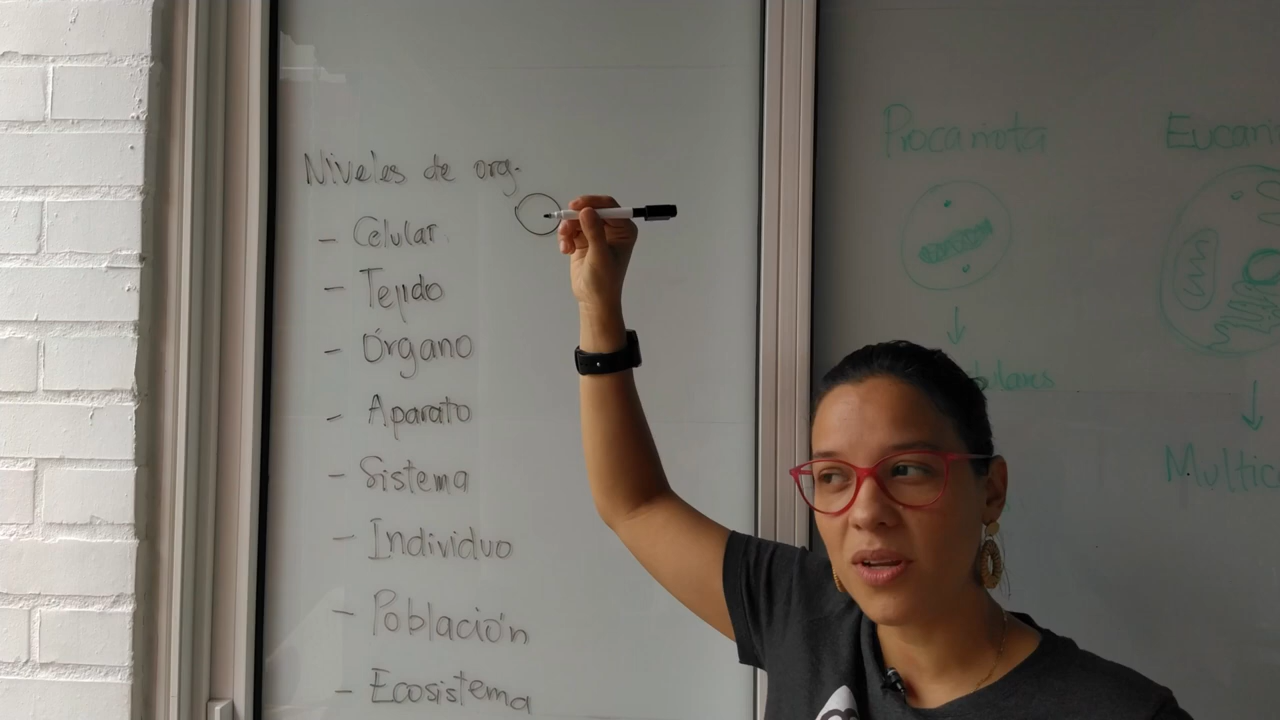 Niveles de org.
- Celular
- Tejido
- Órgano
- Aparato
- Sistema
- Individuo
- Población
- Ecosistema
Procariota
Eucari
Multic